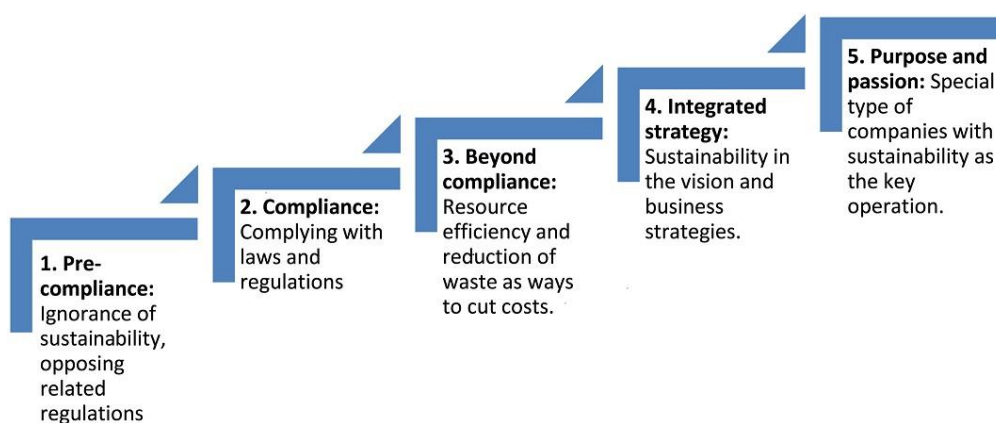 1. Pre-
compliance:
Ignorance of
sustainability,
opposing
related
regulations
2. Compliance:
Complying with
laws and
regulations
3. Beyond
compliance:
Resource
efficiency and
reduction of
waste as ways
to cut costs.
4. Integrated
strategy:
Sustainability in
the vision and
business
strategies.
5. Purpose and
passion: Special
type of
companies with
sustainability as
the key
operation.